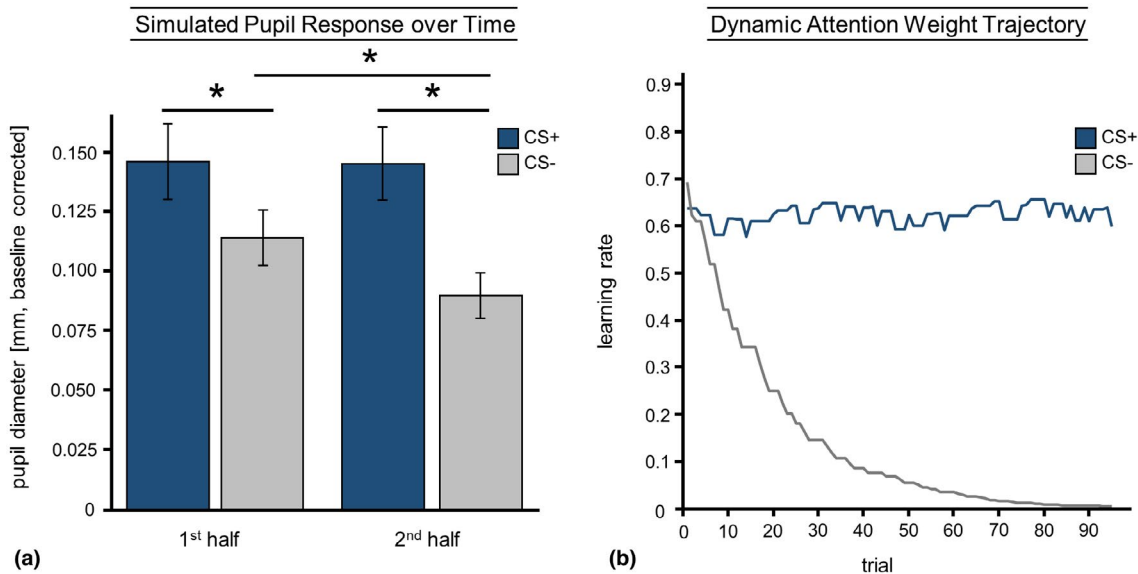 Simulated Pupil Response over Time
*
*
*
CS+
CS-
pupil diameter [mm, baseline corrected]
0.150
0.125
0.100
0.075
0.050
0.025
0
1st half
2nd half
(a)
Dynamic Attention Weight Trajectory
CS+
CS-
learning rate
0.9
0.8
0.7
0.6
0.5
0.4
0.3
0.2
0.1
0
0 10 20 30 40 50 60 70 80 90
trial
(b)